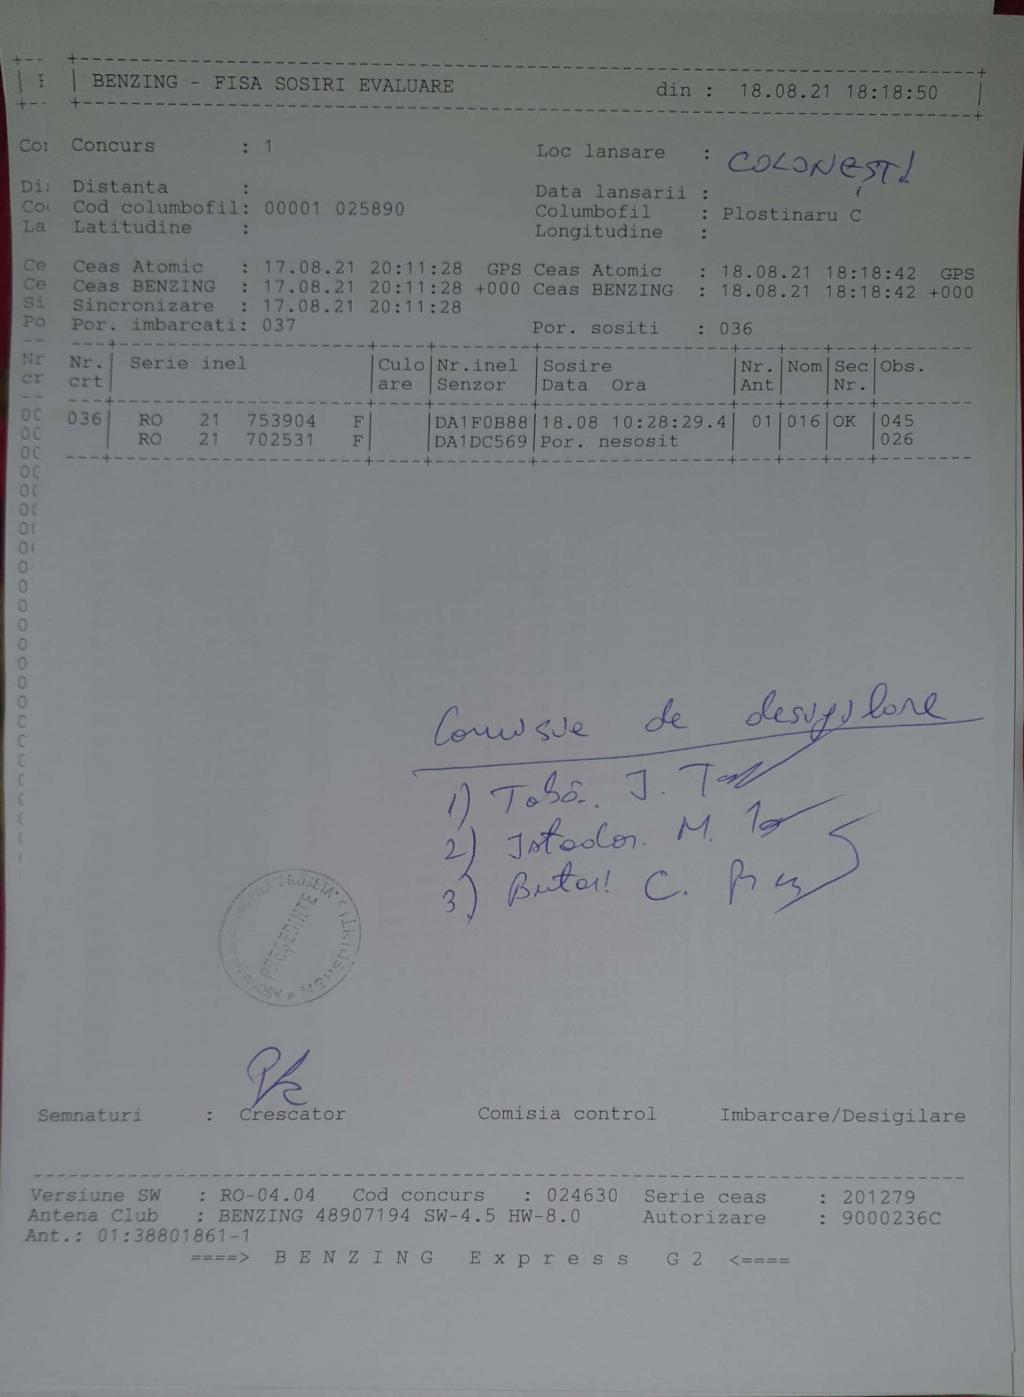 BENZING - FISA SOSIRI EVALUARE din : 18.08.21 18:18:50
Concurs : 1 Loc lansare : COLONEȘTI
Distanta : Data lansarii :
Cod columbofil: 00001 025890 Columbofil : Plostinaru C
Latitudine : Longitudine :
Ceas Atomic : 17.08.21 20:11:28 GPS Ceas Atomic : 18.08.21 18:18:42 GPS
Ceas BENZING : 17.08.21 20:11:28 +000 Ceas BENZING : 18.08.21 18:18:42 +000
Sincronizare : 17.08.21 20:11:28
Por. imbarcati: 037 Por. sositi : 036
Nr. Serie inel Culo Nr.inel Sosire Nr. Nom Sec Obs.
crt are Senzor Data Ora Ant Nr.
036 RO 21 753904 F DA1F0B88 18.08 10:28:29.4 01 016 OK 045
RO 21 702531 F DA1DC569 Por. nesosit 026
Comisie de desigilare
1) Tobă. I.
2) Istodor. M.
3) C.
PREȘEDINTE
Semnaturi : Crescator Comisia control Imbarcare/Desigilare
Versiune SW : RO-04.04 Cod concurs : 024630 Serie ceas : 201279
Antena Club : BENZING 48907194 SW-4.5 HW-8.0 Autorizare : 9000236C
Ant.: 01:38801861-1
====> B E N Z I N G E x p r e s s G 2 <====